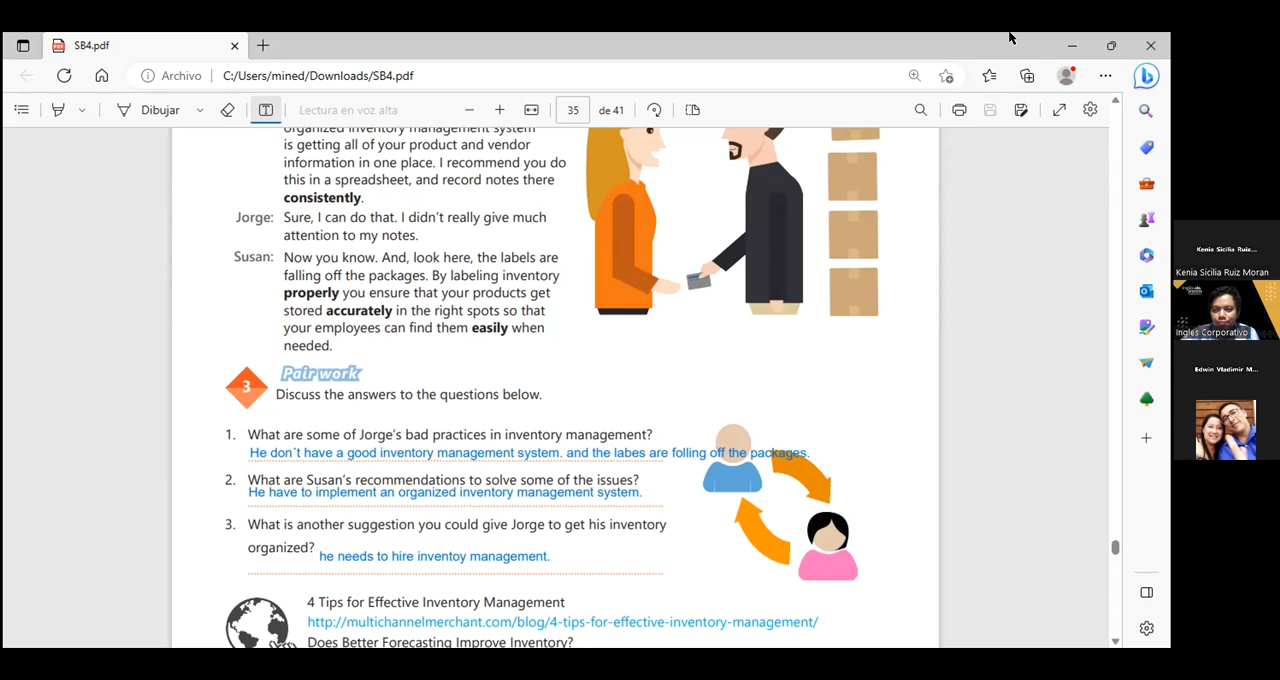 SB4.pdf
Archivo C:/Users/mined/Downloads/SB4.pdf
Dibujar Lectura en voz alta 35 de 41
organized inventory management system
is getting all of your product and vendor
information in one place. I recommend you do
this in a spreadsheet, and record notes there
consistently.
Jorge: Sure, I can do that. I didn't really give much
attention to my notes.
Susan: Now you know. And, look here, the labels are
falling off the packages. By labeling inventory
properly you ensure that your products get
stored accurately in the right spots so that
your employees can find them easily when
needed.
3 Pair work
Discuss the answers to the questions below.
1. What are some of Jorge's bad practices in inventory management?
He don´t have a good inventory management system. and the labes are folling off the packages.
2. What are Susan's recommendations to solve some of the issues?
He have to implement an organized inventory management system.
3. What is another suggestion you could give Jorge to get his inventory
organized? he needs to hire inventoy management.
4 Tips for Effective Inventory Management
http://multichannelmerchant.com/blog/4-tips-for-effective-inventory-management/
Does Better Forecasting Improve Inventory?
Kenia Sicilia Ruiz...
Kenia Sicilia Ruiz Moran
Ingles Corporativo
Edwin Vladimir M...